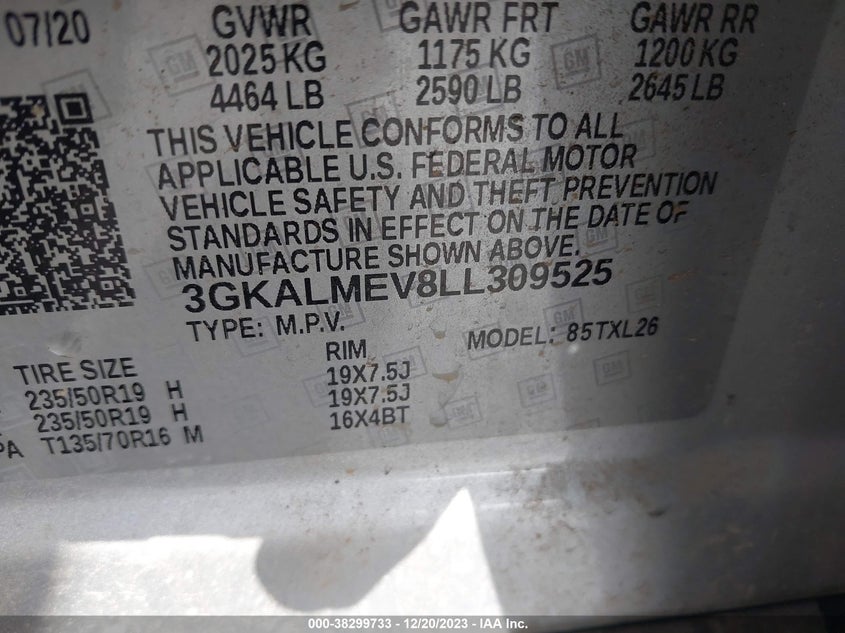 07/20 GVWR GAWR FRT GAWR RR
2025 KG 1175 KG 1200 KG
4464 LB 2590 LB 2645 LB
THIS VEHICLE CONFORMS TO ALL
APPLICABLE U.S. FEDERAL MOTOR
VEHICLE SAFETY AND THEFT PREVENTION
STANDARDS IN EFFECT ON THE DATE OF
MANUFACTURE SHOWN ABOVE.
3GKALMEV8LL309525
TYPE: M.P.V. MODEL: 85TXL26
TIRE SIZE RIM
235/50R19 H 19X7.5J
235/50R19 H 19X7.5J
PA T135/70R16 M 16X4BT
000-38299733 - 12/20/2023 - IAA Inc.